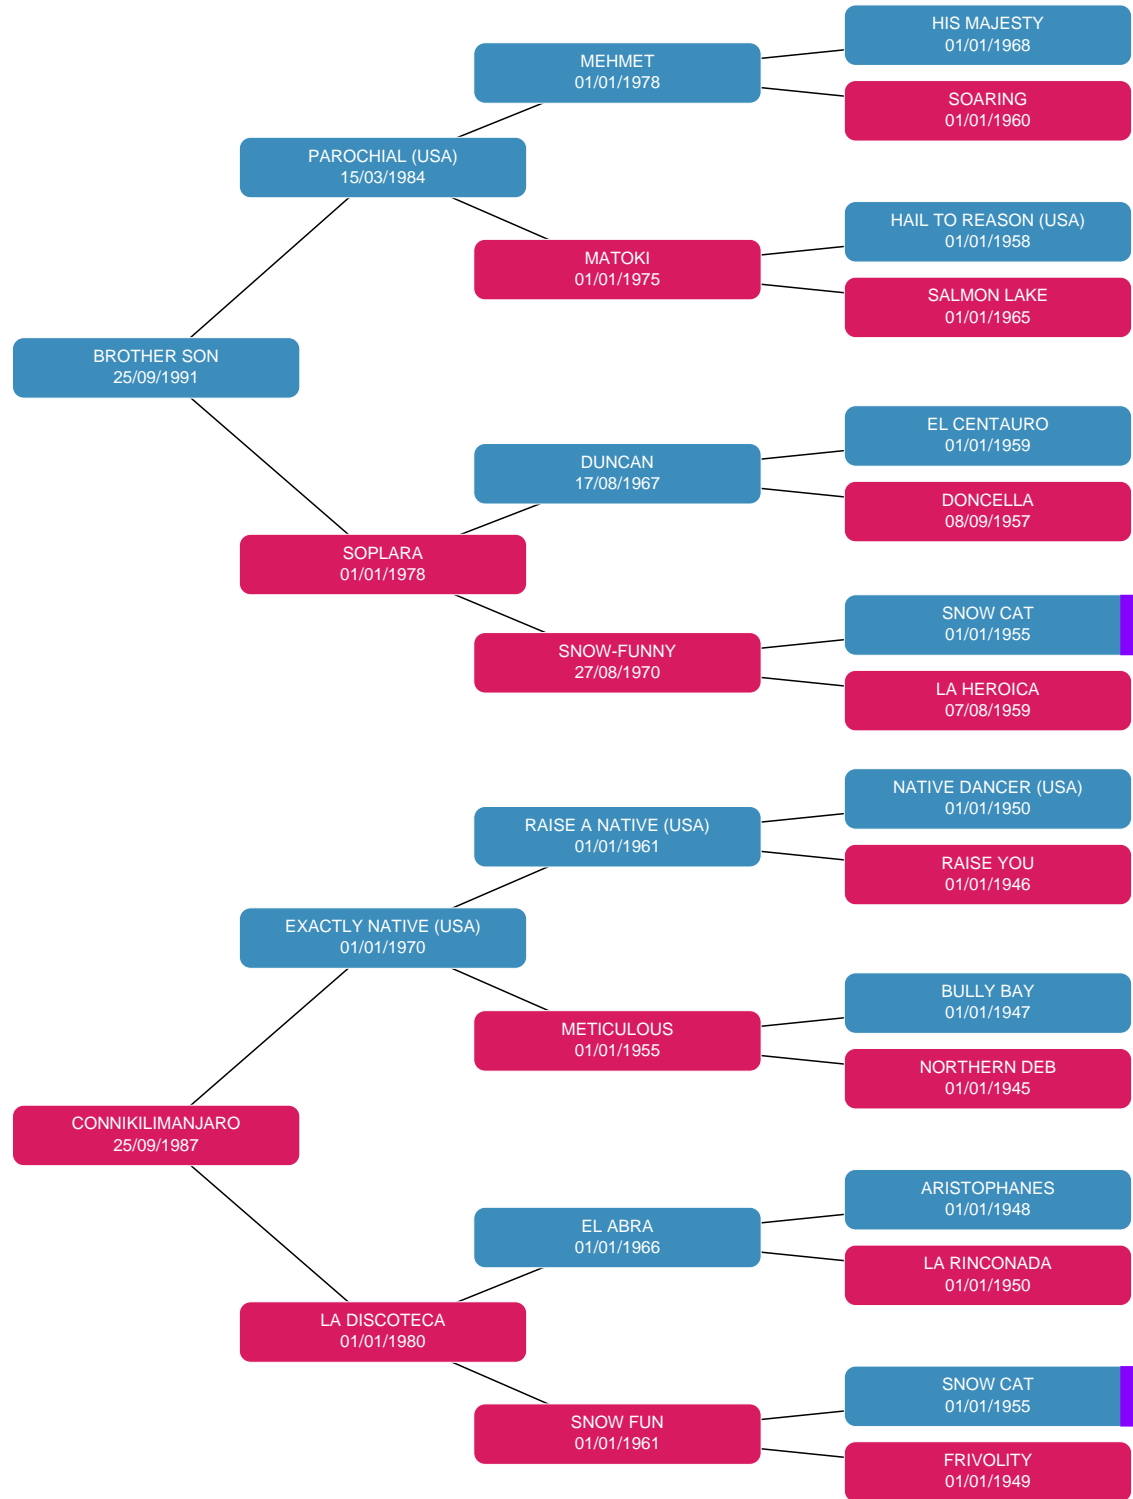 HIS MAJESTY
01/01/1968
MEHMET
01/01/1978
SOARING
01/01/1960
PAROCHIAL (USA)
15/03/1984
HAIL TO REASON (USA)
01/01/1958
MATOKI
01/01/1975
SALMON LAKE
01/01/1965
BROTHER SON
25/09/1991
EL CENTAURO
01/01/1959
DUNCAN
17/08/1967
DONCELLA
08/09/1957
SOPLARA
01/01/1978
SNOW CAT
01/01/1955
SNOW-FUNNY
27/08/1970
LA HEROICA
07/08/1959
NATIVE DANCER (USA)
01/01/1950
RAISE A NATIVE (USA)
01/01/1961
RAISE YOU
01/01/1946
EXACTLY NATIVE (USA)
01/01/1970
BULLY BAY
01/01/1947
METICULOUS
01/01/1955
NORTHERN DEB
01/01/1945
CONNIKILIMANJARO
25/09/1987
ARISTOPHANES
01/01/1948
EL ABRA
01/01/1966
LA RINCONADA
01/01/1950
LA DISCOTECA
01/01/1980
SNOW CAT
01/01/1955
SNOW FUN
01/01/1961
FRIVOLITY
01/01/1949